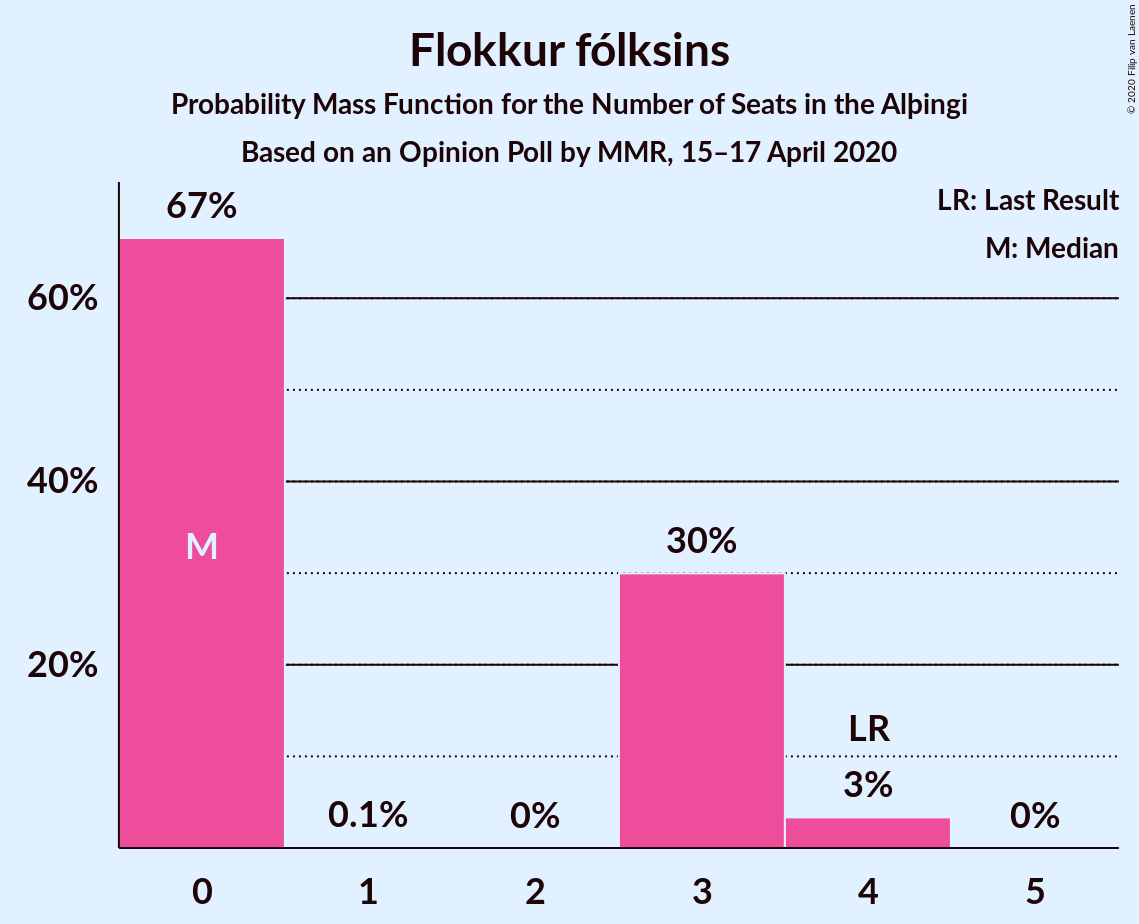 Flokkur fólksins
Probability Mass Function for the Number of Seats in the Alþingi
Based on an Opinion Poll by MMR, 15–17 April 2020
© 2020 Filip van Laenen
LR: Last Result
M: Median
67%
60%
40%
20%
M
0.1%
0%
30%
LR
3%
0%
0 1 2 3 4 5